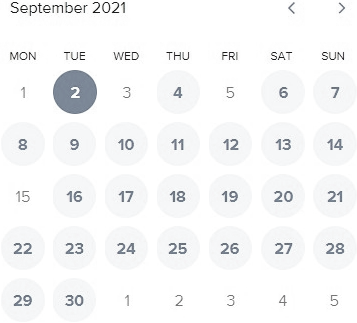 September 2021
MON TUE WED THU FRI SAT SUN
1 2 3 4 5 6 7
8 9 10 11 12 13 14
15 16 17 18 19 20 21
22 23 24 25 26 27 28
29 30 1 2 3 4 5